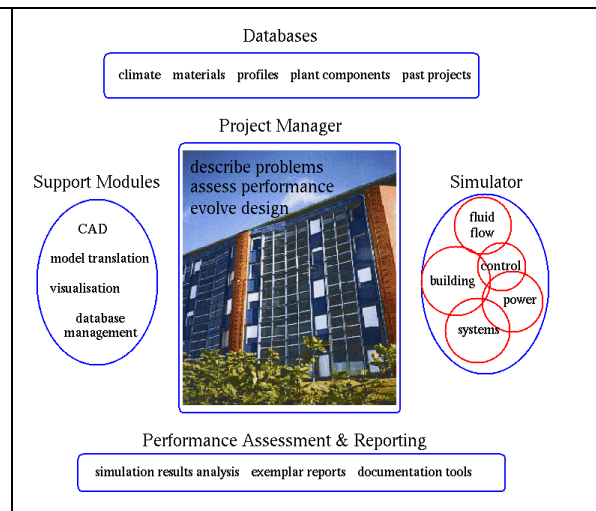 Databases
climate materials profiles plant components past projects
Project Manager
describe problems
assess performance
evolve design
Support Modules
CAD
model translation
visualisation
database
management
Simulator
fluid
flow
control
building
power
systems
Performance Assessment & Reporting
simulation results analysis exemplar reports documentation tools